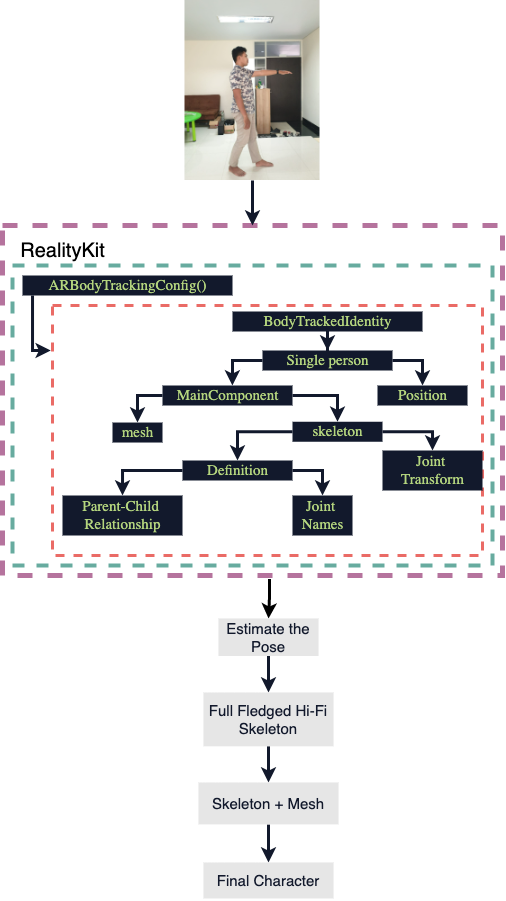 RealityKit
ARBodyTrackingConfig()
BodyTrackedIdentity
Single person
MainComponent
Position
mesh
skeleton
Definition
Joint
Transform
Parent-Child
Relationship
Joint
Names
Estimate the
Pose
Full Fledged Hi-Fi
Skeleton
Skeleton + Mesh
Final Character